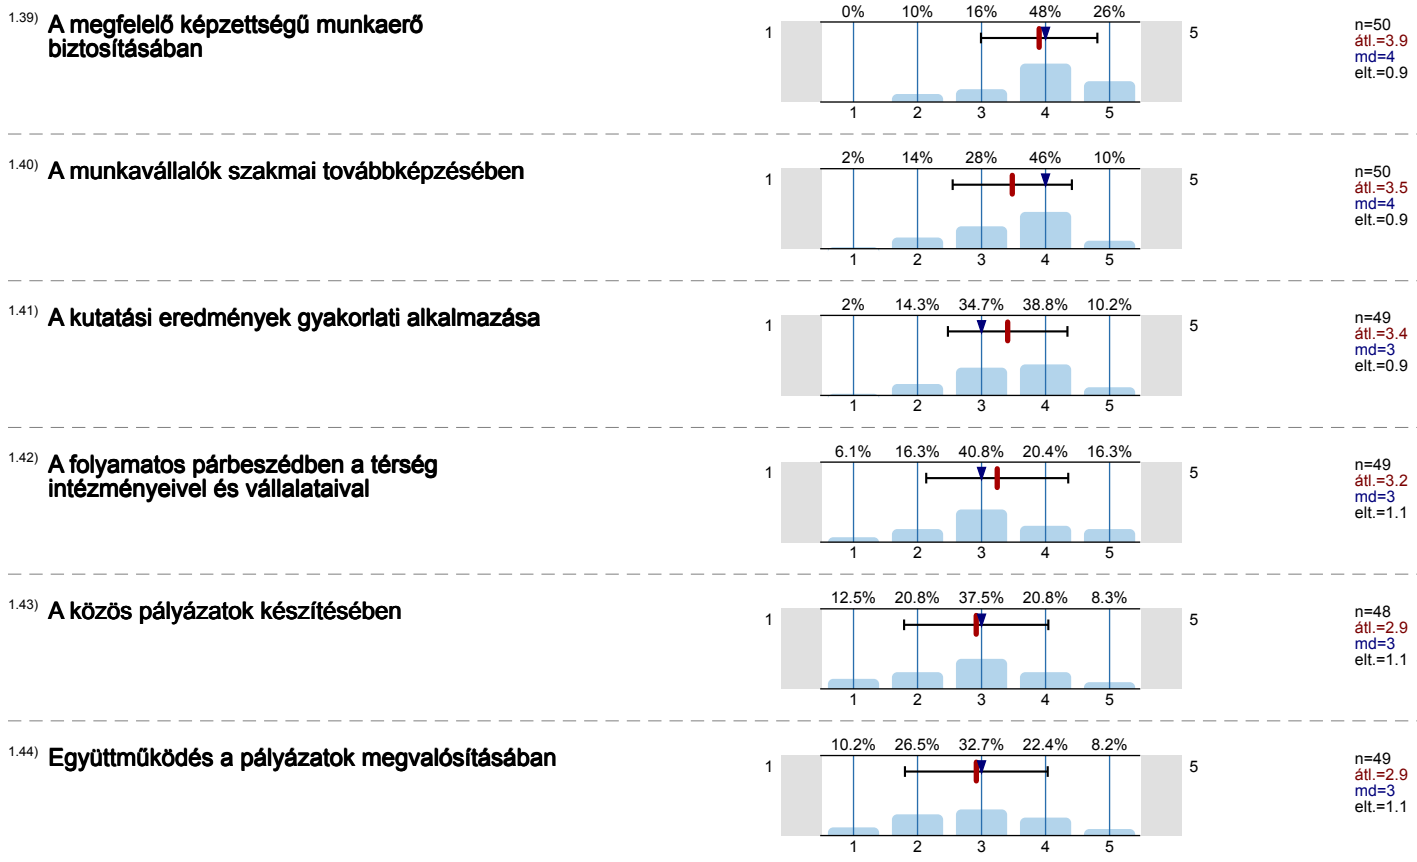 1.39) A megfelelő képzettségű munkaerő
biztosításában
0% 10% 16% 48% 26%
1 5
1 2 3 4 5
n=50
átl.=3.9
md=4
elt.=0.9
1.40) A munkavállalók szakmai továbbképzésében
2% 14% 28% 46% 10%
1 5
1 2 3 4 5
n=50
átl.=3.5
md=4
elt.=0.9
1.41) A kutatási eredmények gyakorlati alkalmazása
2% 14.3% 34.7% 38.8% 10.2%
1 5
1 2 3 4 5
n=49
átl.=3.4
md=3
elt.=0.9
1.42) A folyamatos párbeszédben a térség
intézményeivel és vállalataival
6.1% 16.3% 40.8% 20.4% 16.3%
1 5
1 2 3 4 5
n=49
átl.=3.2
md=3
elt.=1.1
1.43) A közös pályázatok készítésében
12.5% 20.8% 37.5% 20.8% 8.3%
1 5
1 2 3 4 5
n=48
átl.=2.9
md=3
elt.=1.1
1.44) Együttműködés a pályázatok megvalósításában
10.2% 26.5% 32.7% 22.4% 8.2%
1 5
1 2 3 4 5
n=49
átl.=2.9
md=3
elt.=1.1